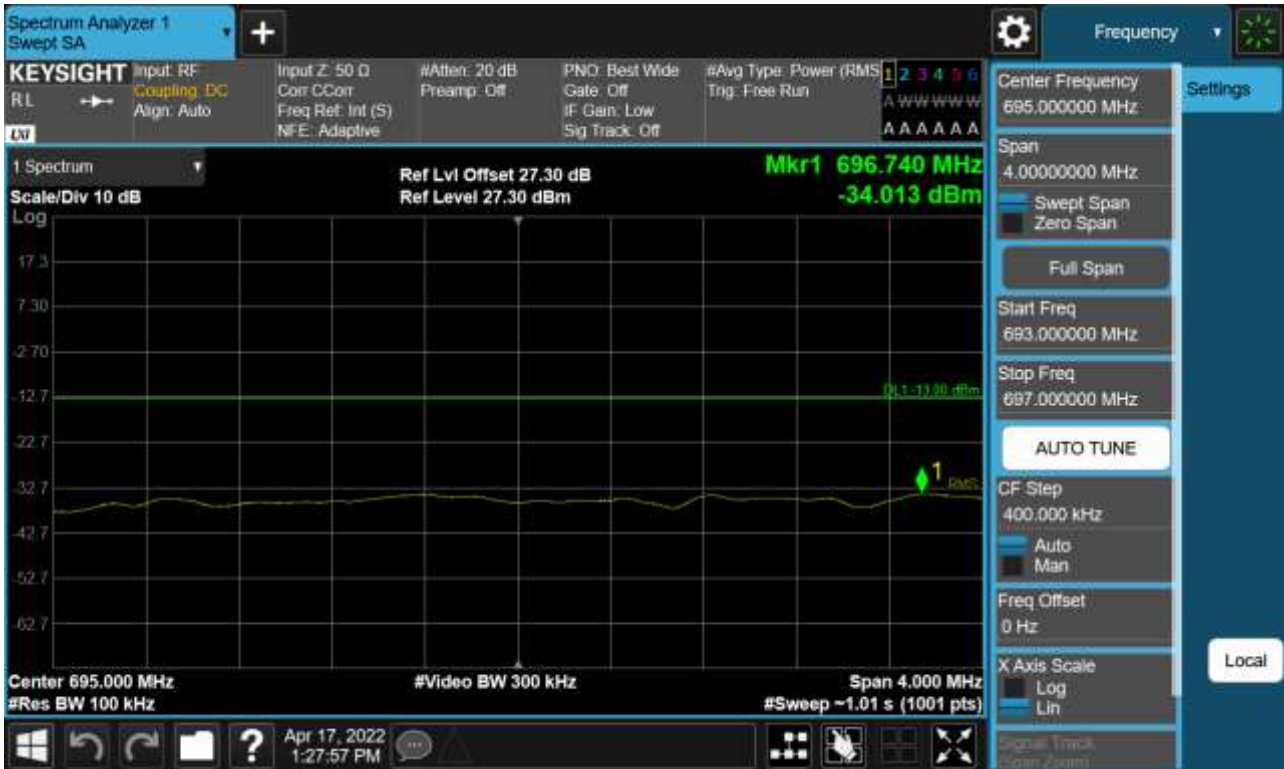 Spectrum Analyzer 1
Swept SA
+
Frequency
KEYSIGHT
RL
LXI
Input: RF
Coupling: DC
Align: Auto
Input Z: 50 Ω
Corr CCorr
Freq Ref: Int (S)
NFE: Adaptive
#Atten: 20 dB
Preamp: Off
PNO: Best Wide
Gate: Off
IF Gain: Low
Sig Track: Off
#Avg Type: Power (RMS
Trig: Free Run
1 2 3 4 5 6
A W W W W W
A A A A A A
1 Spectrum
Scale/Div 10 dB
Ref Lvl Offset 27.30 dB
Ref Level 27.30 dBm
Mkr1 696.740 MHz
-34.013 dBm
Log
17.3
7.30
-2.70
-12.7
-22.7
-32.7
-42.7
-52.7
-62.7
DL1 -13.00 dBm
1
RMS
Center 695.000 MHz
#Res BW 100 kHz
#Video BW 300 kHz
Span 4.000 MHz
#Sweep ~1.01 s (1001 pts)
Center Frequency
695.000000 MHz
Span
4.00000000 MHz
Swept Span
Zero Span
Full Span
Start Freq
693.000000 MHz
Stop Freq
697.000000 MHz
AUTO TUNE
CF Step
400.000 kHz
Auto
Man
Freq Offset
0 Hz
X Axis Scale
Log
Lin
Signal Track
(Span Zoom)
Settings
Local
?
Apr 17, 2022
1:27:57 PM